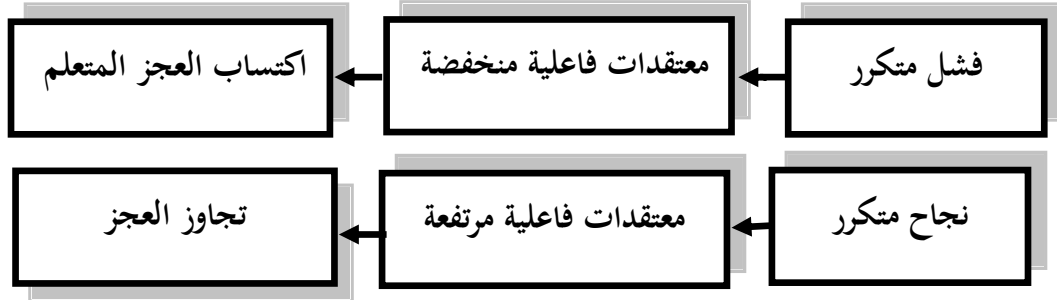 فشل متكرر
معتقدات فاعلية منخفضة
اكتساب العجز المتعلم
نجاح متكرر
معتقدات فاعلية مرتفعة
تجاوز العجز